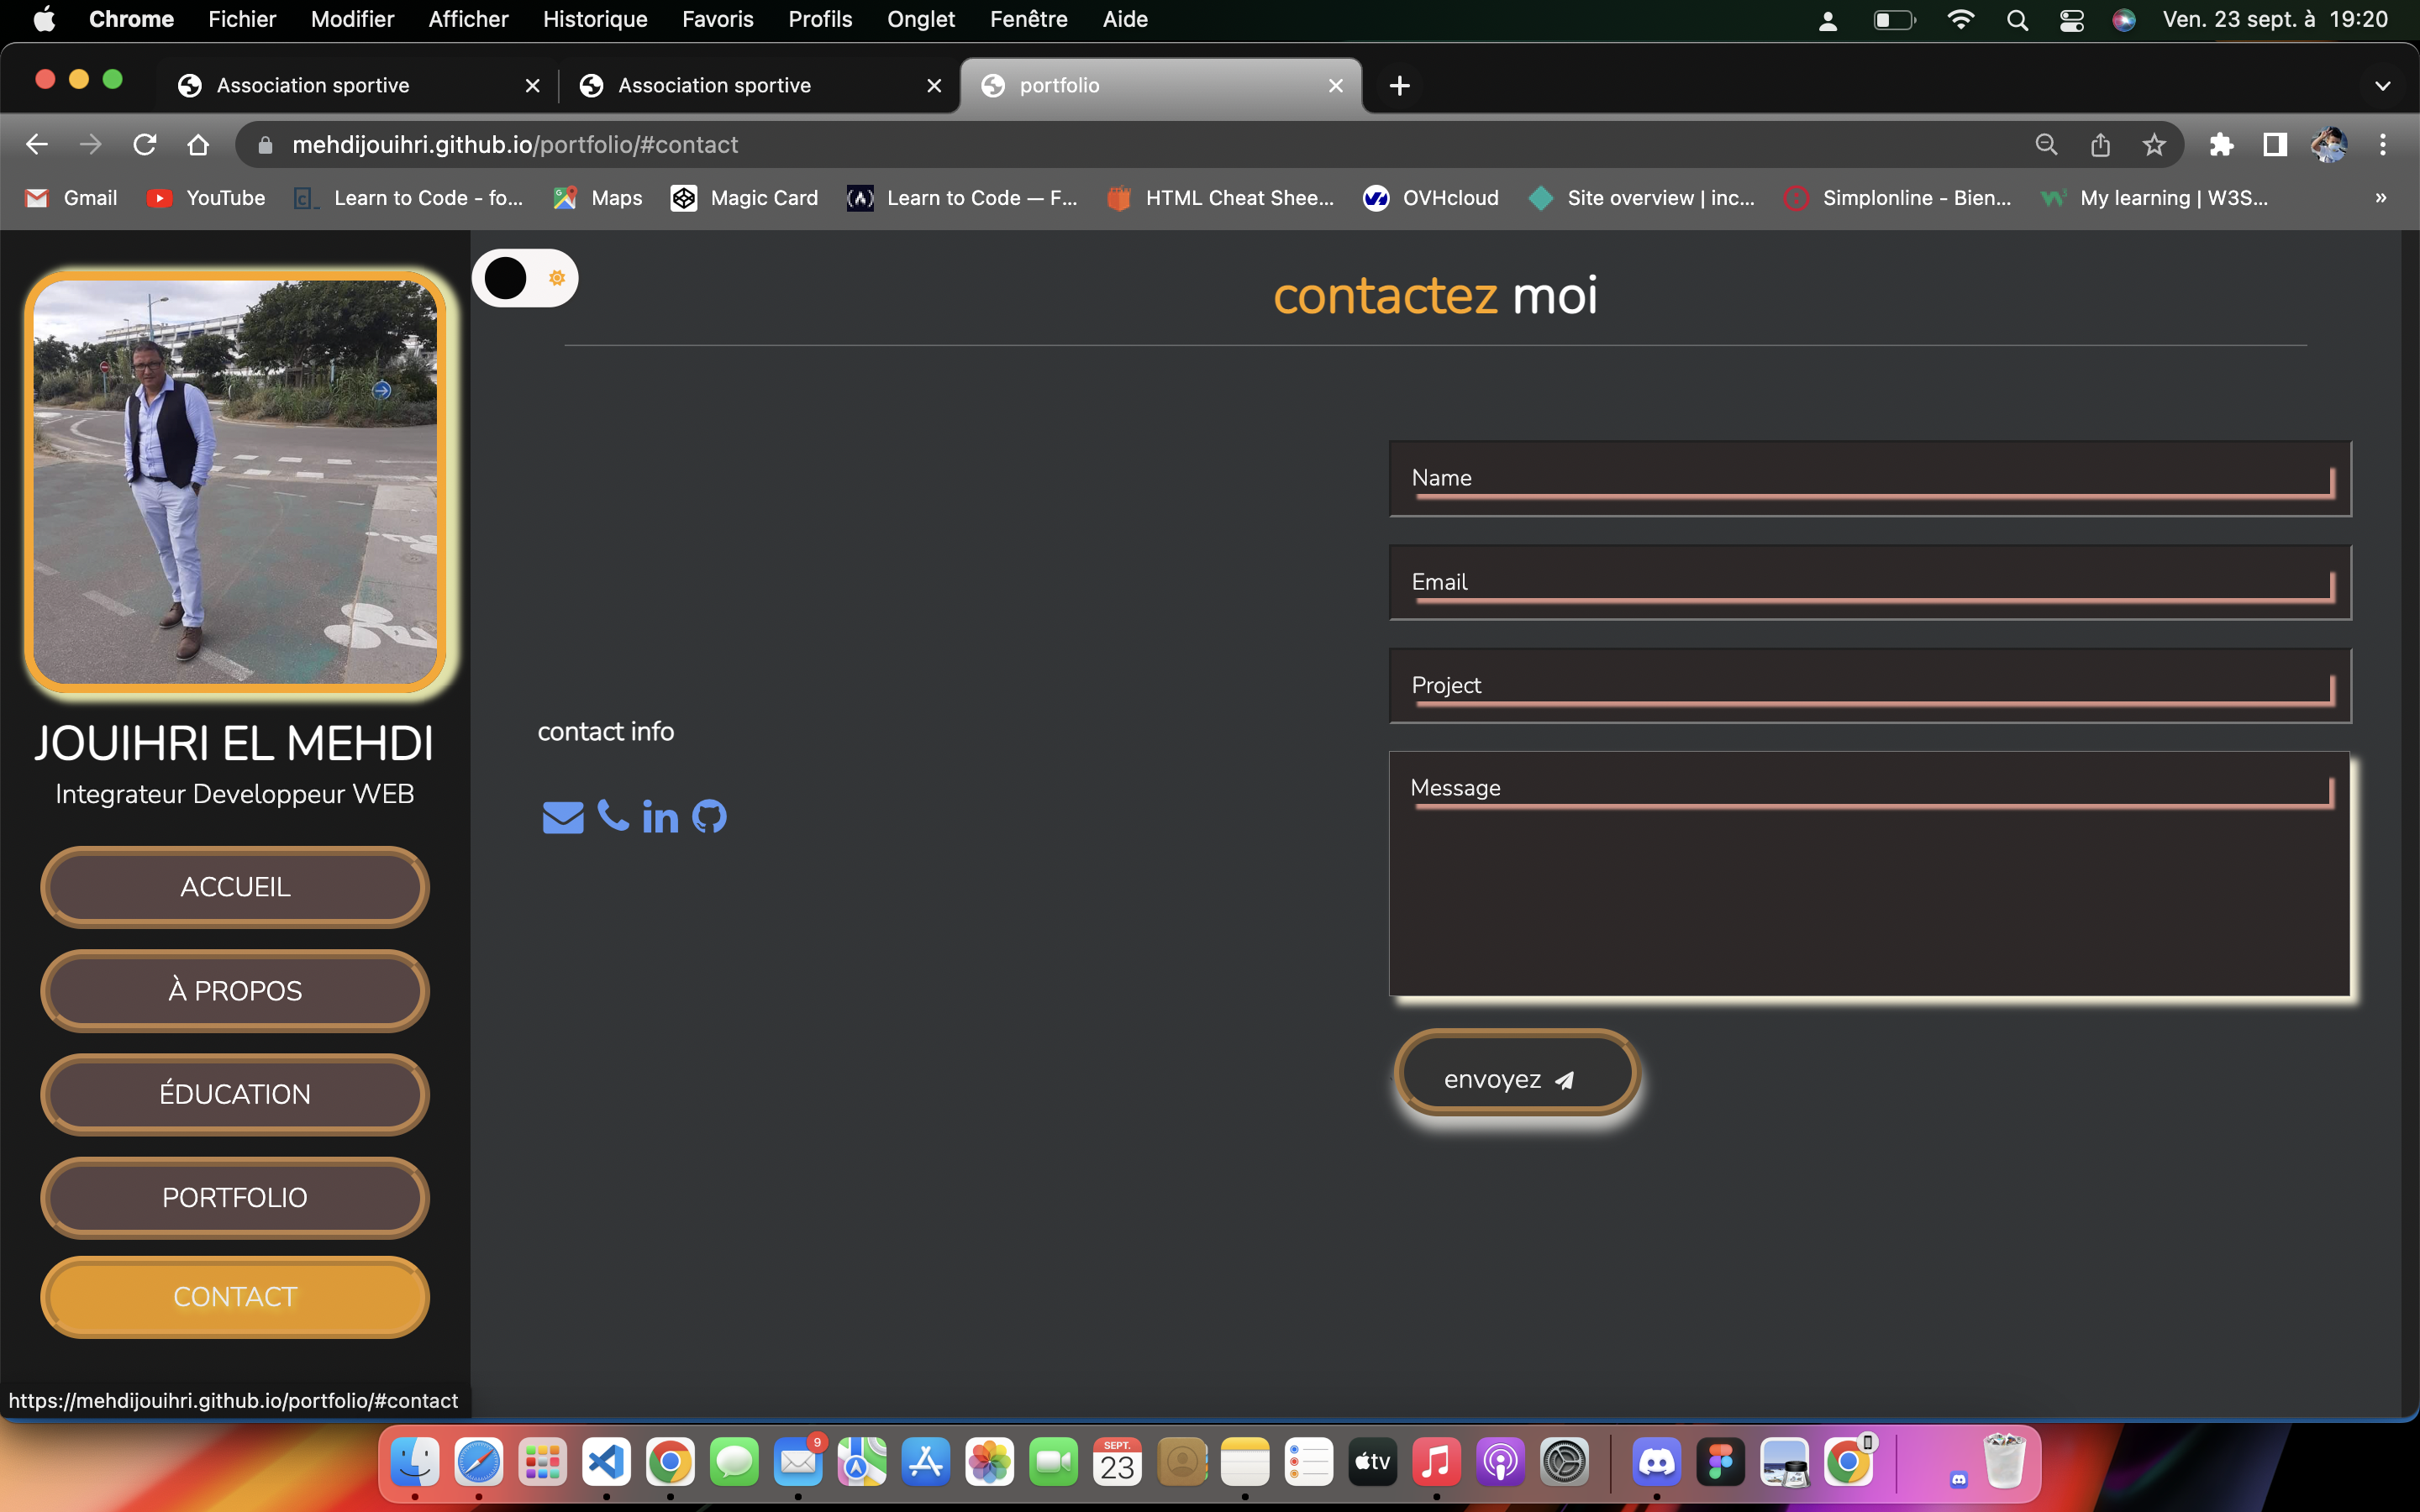 Chrome Fichier Modifier Afficher Historique Favoris Profils Onglet Fenêtre Aide Ven. 23 sept. à 19:20
Association sportive Association sportive portfolio
mehdijouihri.github.io/portfolio/#contact
Gmail YouTube Learn to Code - fo... Maps Magic Card Learn to Code — F... HTML Cheat Shee... OVHcloud Site overview | inc... Simplonline - Bien... My learning | W3S... »
contactez moi
JOUIHRI EL MEHDI
Integrateur Developpeur WEB
ACCUEIL
À PROPOS
ÉDUCATION
PORTFOLIO
CONTACT
contact info
in
Name
Email
Project
Message
envoyez
https://mehdijouihri.github.io/portfolio/#contact
9
SEPT.
23
tv